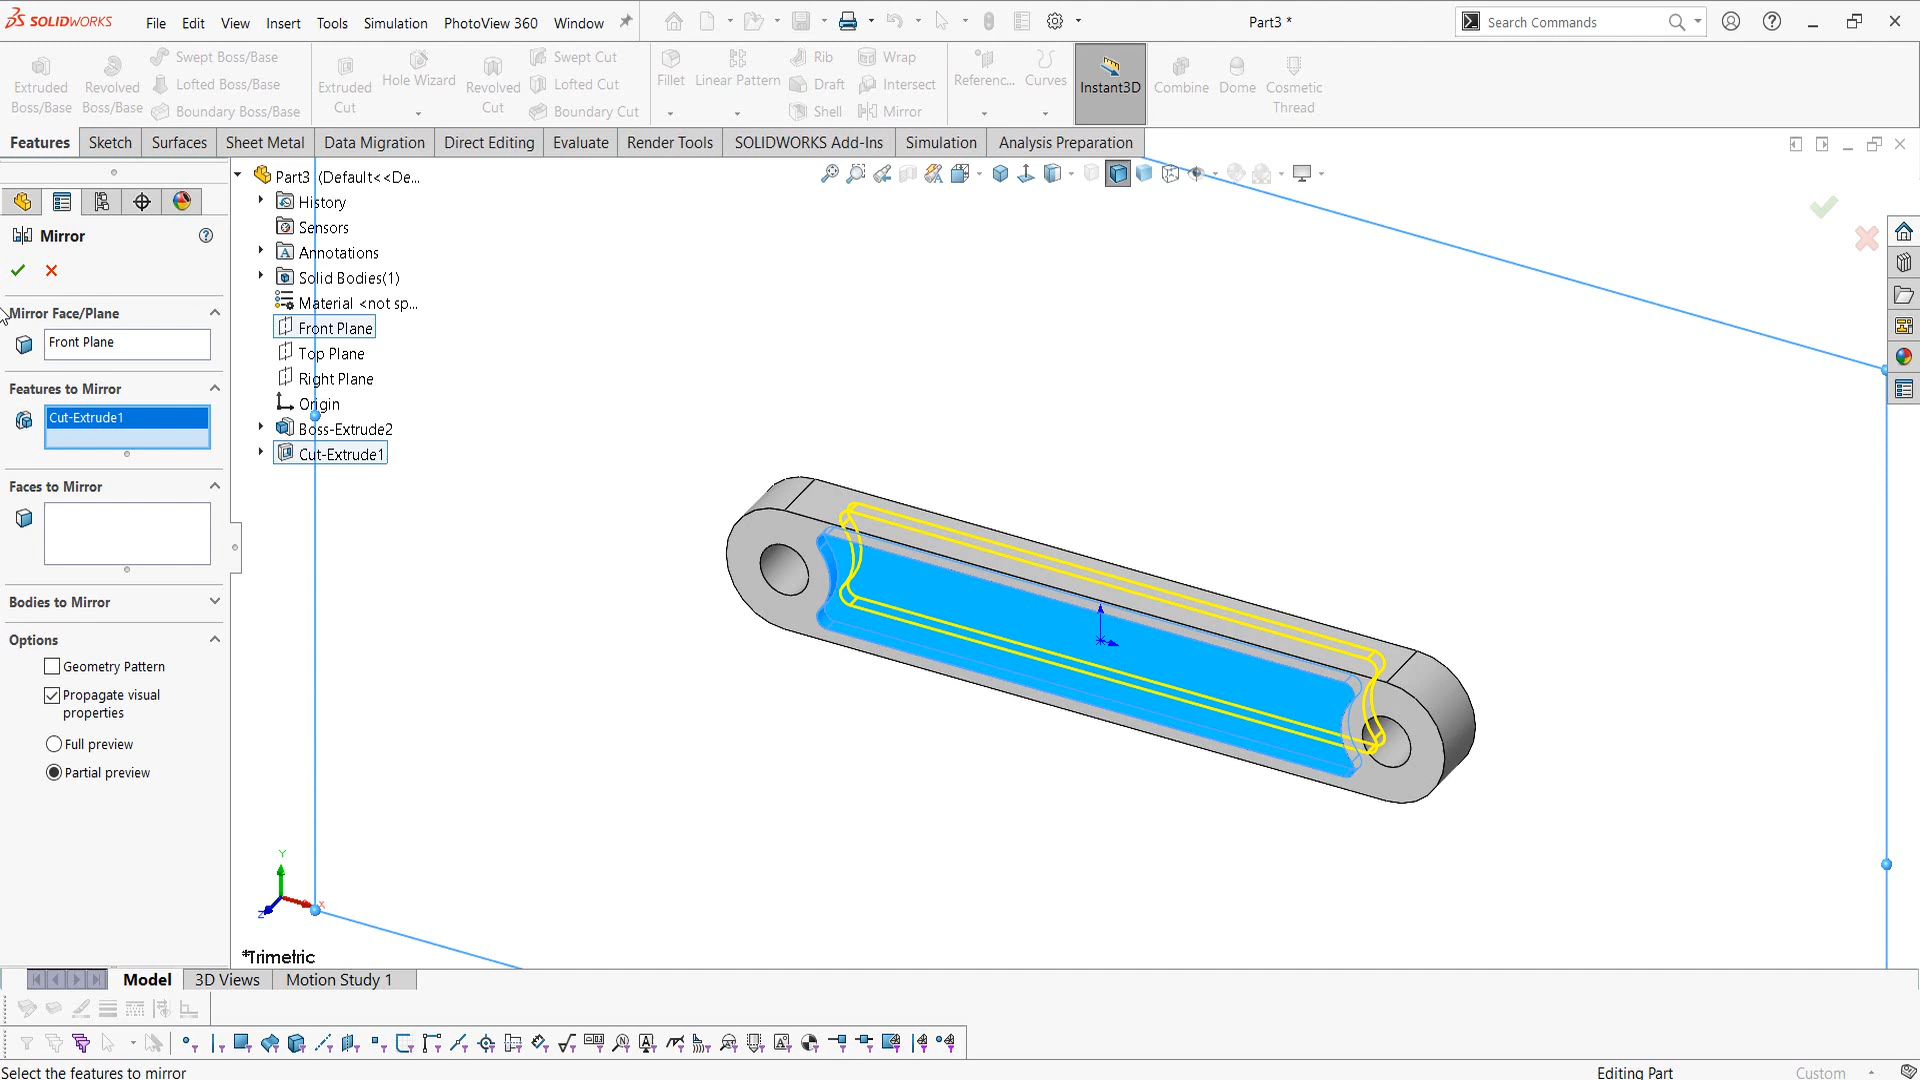 SOLIDWORKS
File Edit View Insert Tools Simulation PhotoView 360 Window
Part3 *
Search Commands
Extruded Boss/Base
Revolved Boss/Base
Swept Boss/Base
Lofted Boss/Base
Boundary Boss/Base
Extruded Cut
Hole Wizard
Revolved Cut
Swept Cut
Lofted Cut
Boundary Cut
Fillet
Linear Pattern
Rib
Draft
Shell
Wrap
Intersect
Mirror
Referenc...
Curves
Instant3D
Combine
Dome
Cosmetic Thread
Features Sketch Surfaces Sheet Metal Data Migration Direct Editing Evaluate Render Tools SOLIDWORKS Add-Ins Simulation Analysis Preparation
Mirror
Mirror Face/Plane
Front Plane
Features to Mirror
Cut-Extrude1
Faces to Mirror
Bodies to Mirror
Options
Geometry Pattern
Propagate visual
properties
Full preview
Partial preview
Part3 (Default<<De...
History
Sensors
Annotations
Solid Bodies(1)
Material <not sp...
Front Plane
Top Plane
Right Plane
Origin
Boss-Extrude2
Cut-Extrude1
Y
X
Z
*Trimetric
Model 3D Views Motion Study 1
Select the features to mirror
Editing Part
Custom